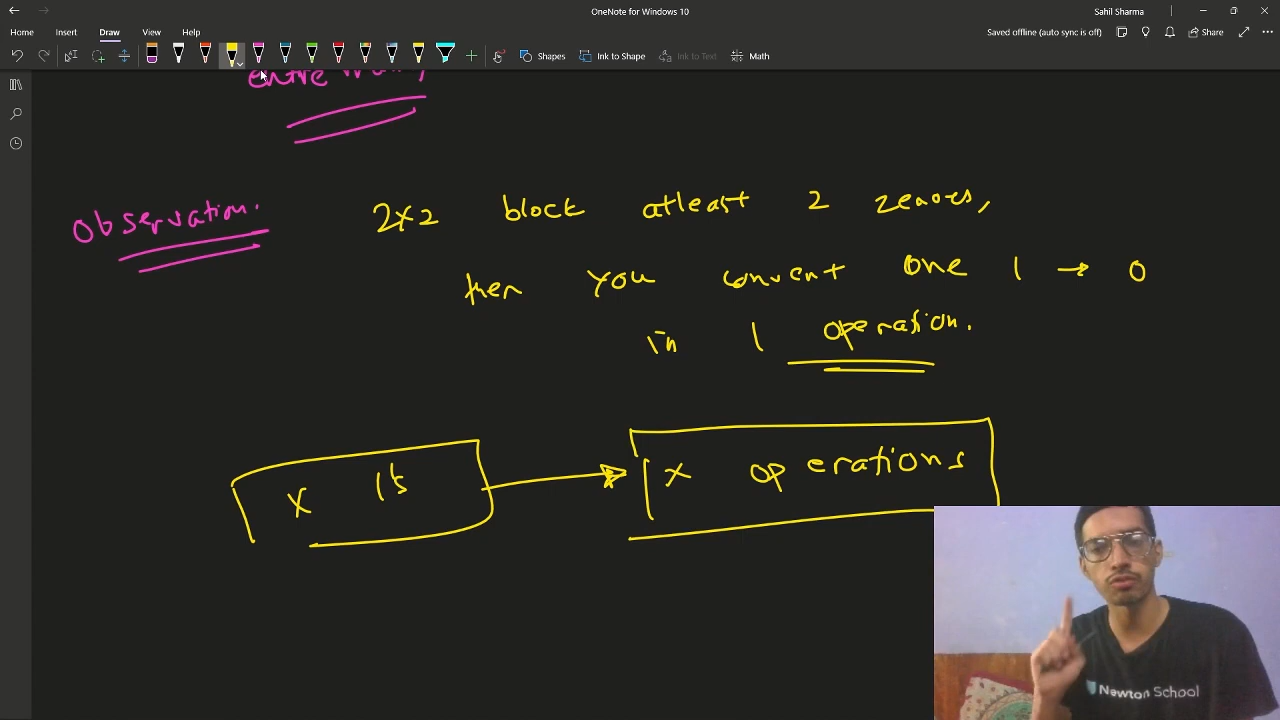 OneNote for Windows 10
Sahil Sharma
Home Insert Draw View Help
Saved offline (auto sync is off)
Share
Shapes
Ink to Shape
Ink to Text
Math
entire
observation.
2x2 block atleast 2 zeroes,
then you convert one 1 → 0
in 1 operation.
x 1s
x operations
Newton School